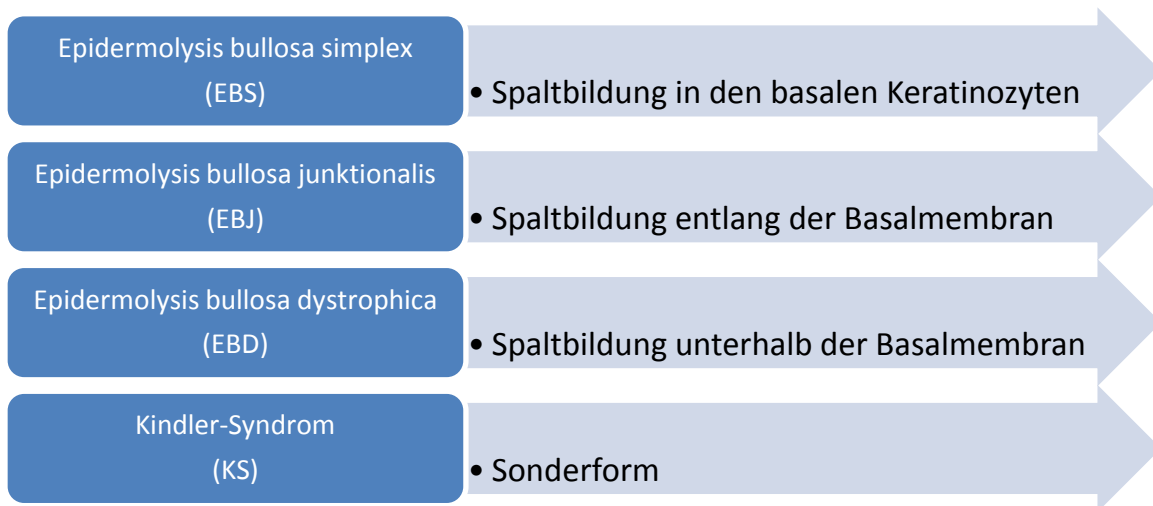 Epidermolysis bullosa simplex
(EBS)
• Spaltbildung in den basalen Keratinozyten
Epidermolysis bullosa junktionalis
(EBJ)
• Spaltbildung entlang der Basalmembran
Epidermolysis bullosa dystrophica
(EBD)
• Spaltbildung unterhalb der Basalmembran
Kindler-Syndrom
(KS)
• Sonderform